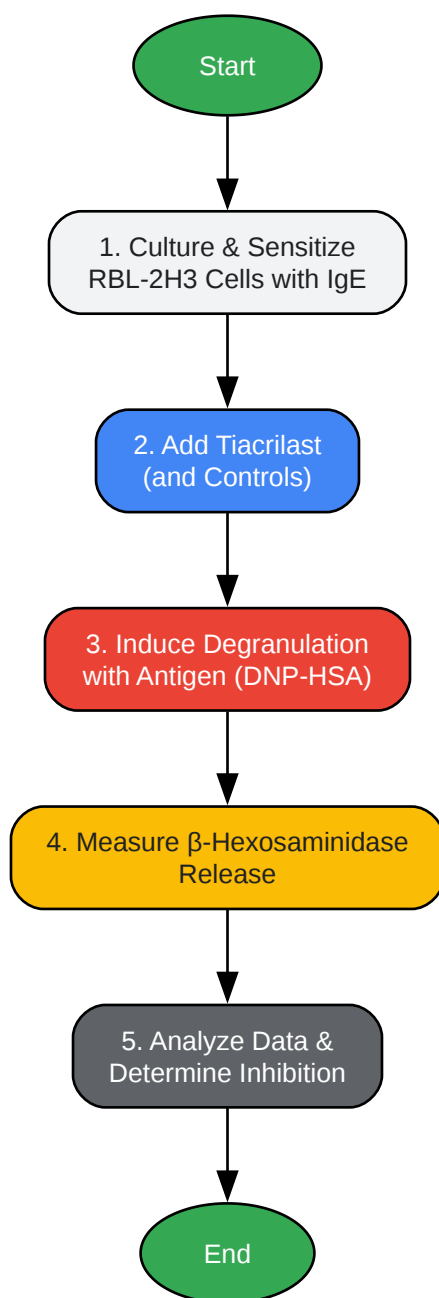 Start
1. Culture & Sensitize
RBL-2H3 Cells with IgE
2. Add Tiacrilast
(and Controls)
3. Induce Degranulation
with Antigen (DNP-HSA)
4. Measure β-Hexosaminidase
Release
5. Analyze Data &
Determine Inhibition
End